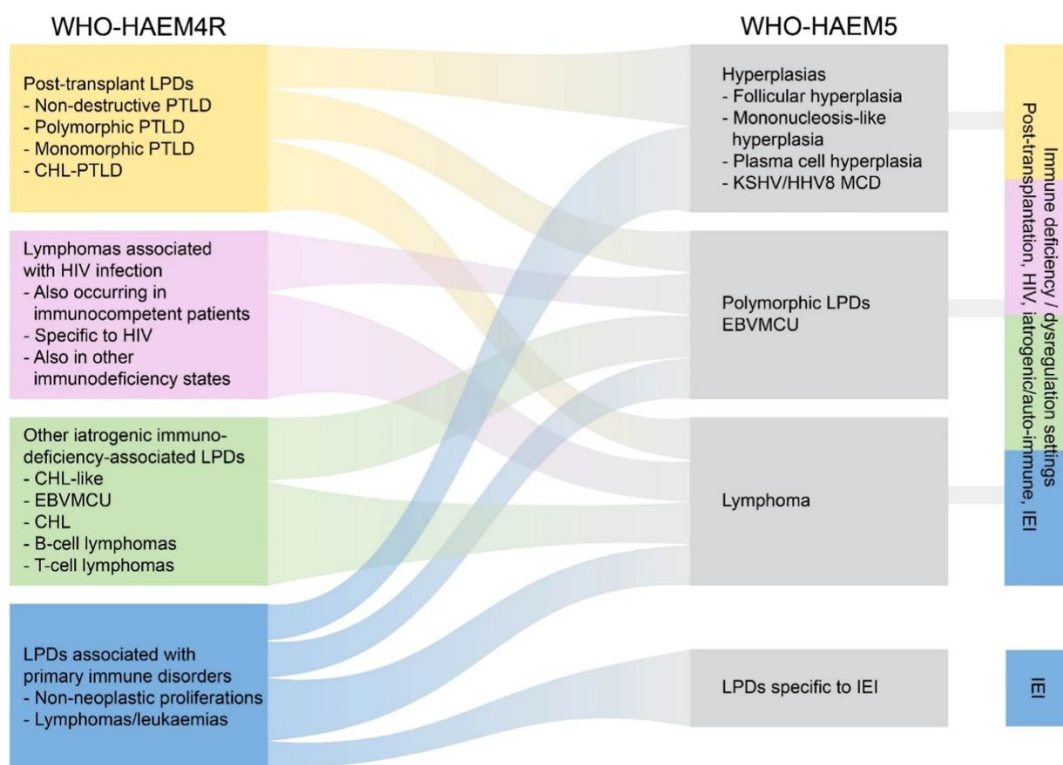 WHO-HAEM4R
WHO-HAEM5
Post-transplant LPDs
- Non-destructive PTLD
- Polymorphic PTLD
- Monomorphic PTLD
- CHL-PTLD
Lymphomas associated
with HIV infection
- Also occurring in
immunocompetent patients
- Specific to HIV
- Also in other
immunodeficiency states
Other iatrogenic immuno-
deficiency-associated LPDs
- CHL-like
- EBVMCU
- CHL
- B-cell lymphomas
- T-cell lymphomas
LPDs associated with
primary immune disorders
- Non-neoplastic proliferations
- Lymphomas/leukaemias
Hyperplasias
- Follicular hyperplasia
- Mononucleosis-like
hyperplasia
- Plasma cell hyperplasia
- KSHV/HHV8 MCD
Polymorphic LPDs
EBVMCU
Lymphoma
LPDs specific to IEI
Immune deficiency / dysregulation settings
Post-transplantation, HIV, iatrogenic/auto-immune, IEI
IEI